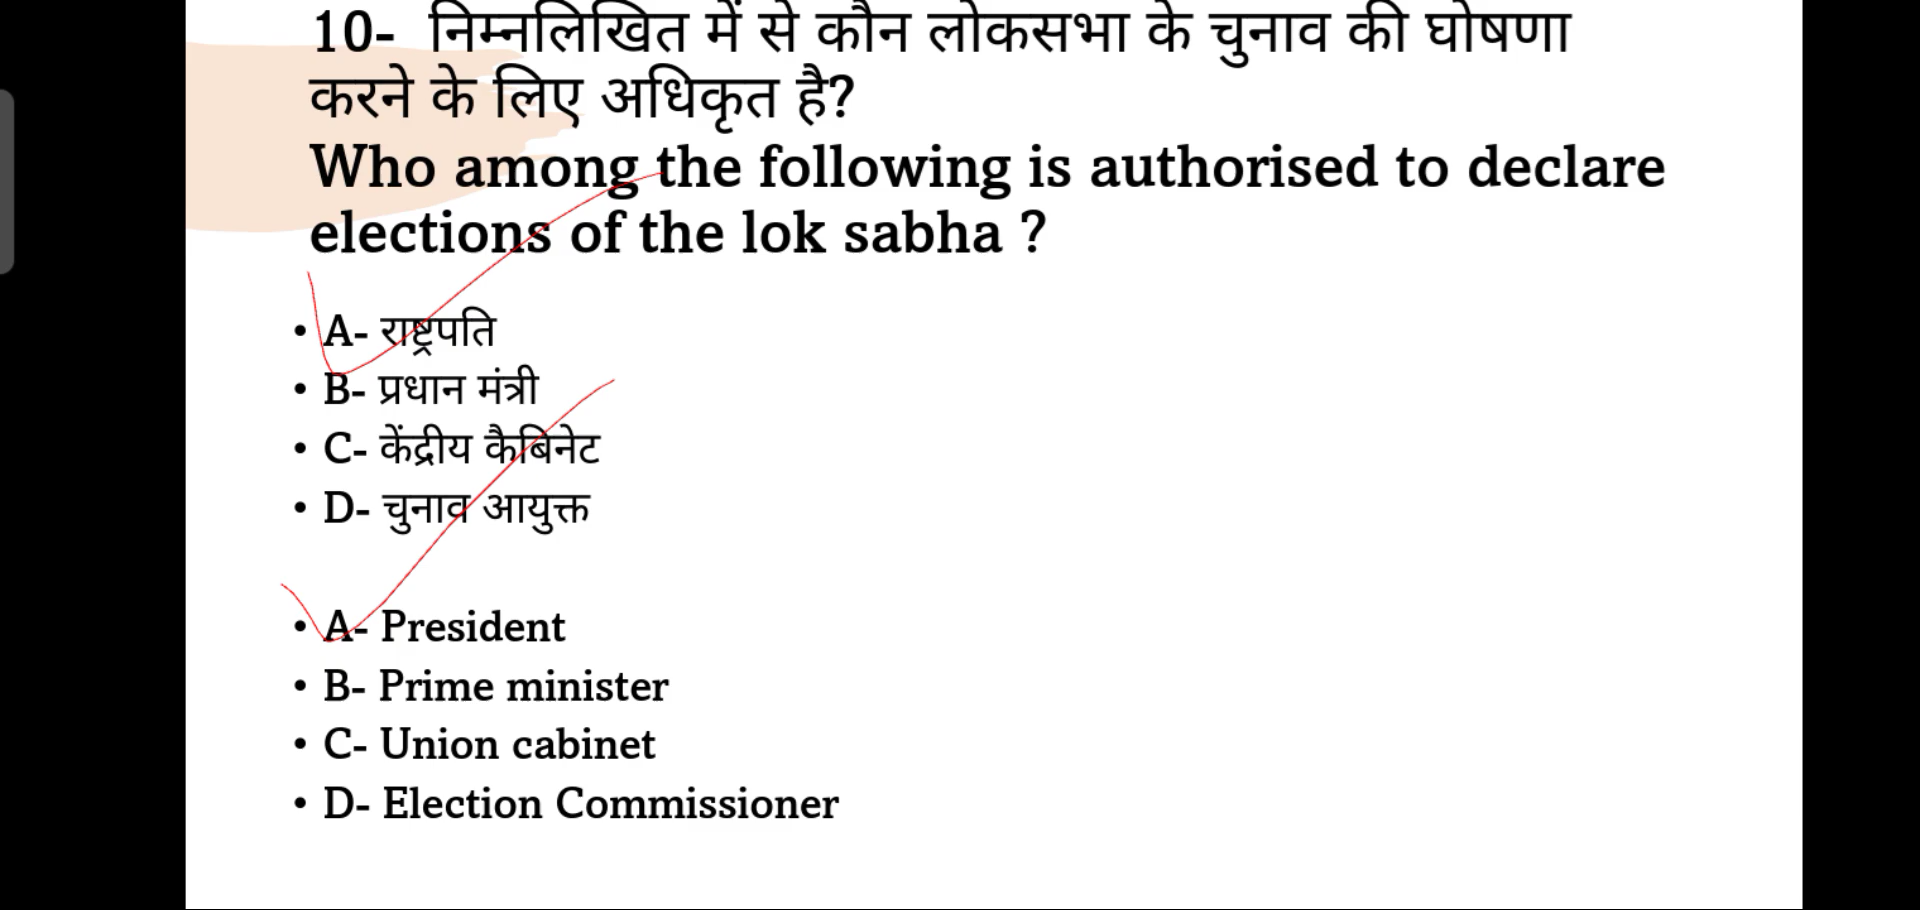 10- निम्नलिखित में से कौन लोकसभा के चुनाव की घोषणा
करने के लिए अधिकृत है?
Who among the following is authorised to declare
elections of the lok sabha ?
• A- राष्ट्रपति
• B- प्रधान मंत्री
• C- केंद्रीय कैबिनेट
• D- चुनाव आयुक्त
• A- President
• B- Prime minister
• C- Union cabinet
• D- Election Commissioner